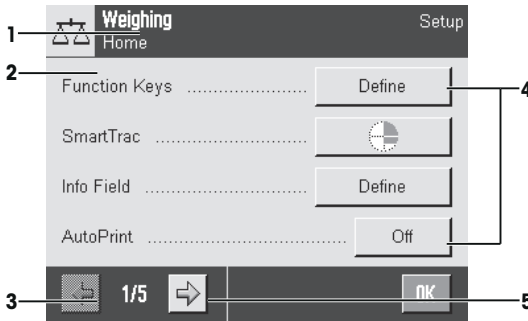 Weighing Setup
1 Home
2
Function Keys ........................ Define 4
SmartTrac ................................
Info Field ................................ Define
AutoPrint ........................................ Off
3 1/5 OK 5